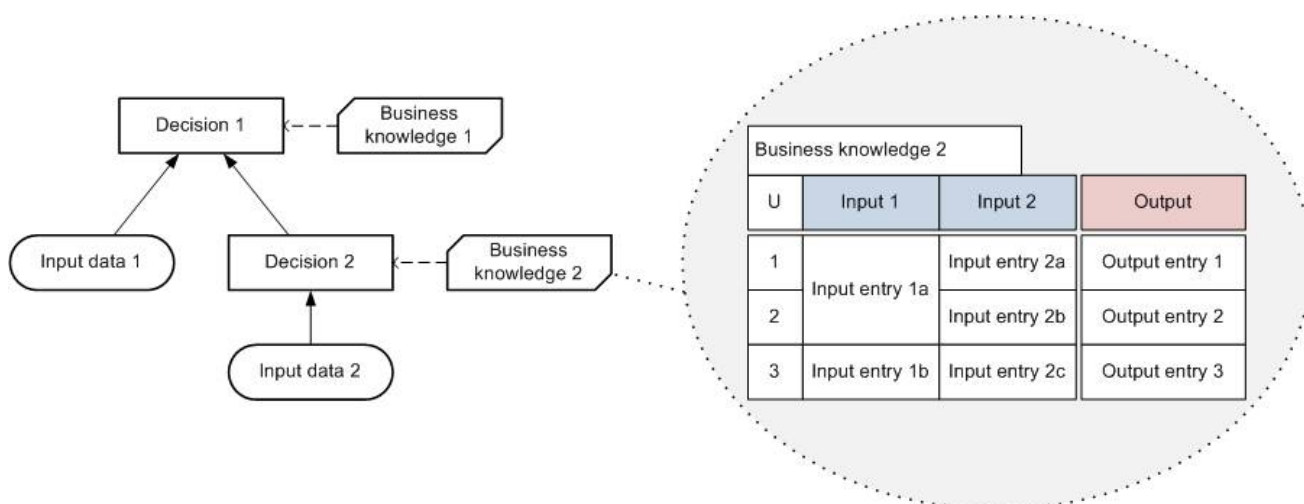 Decision 1
Business
knowledge 1
Input data 1
Decision 2
Business
knowledge 2
Input data 2
Business knowledge 2
U Input 1 Input 2 Output
1 Input entry 1a Input entry 2a Output entry 1
2 Input entry 2b Output entry 2
3 Input entry 1b Input entry 2c Output entry 3